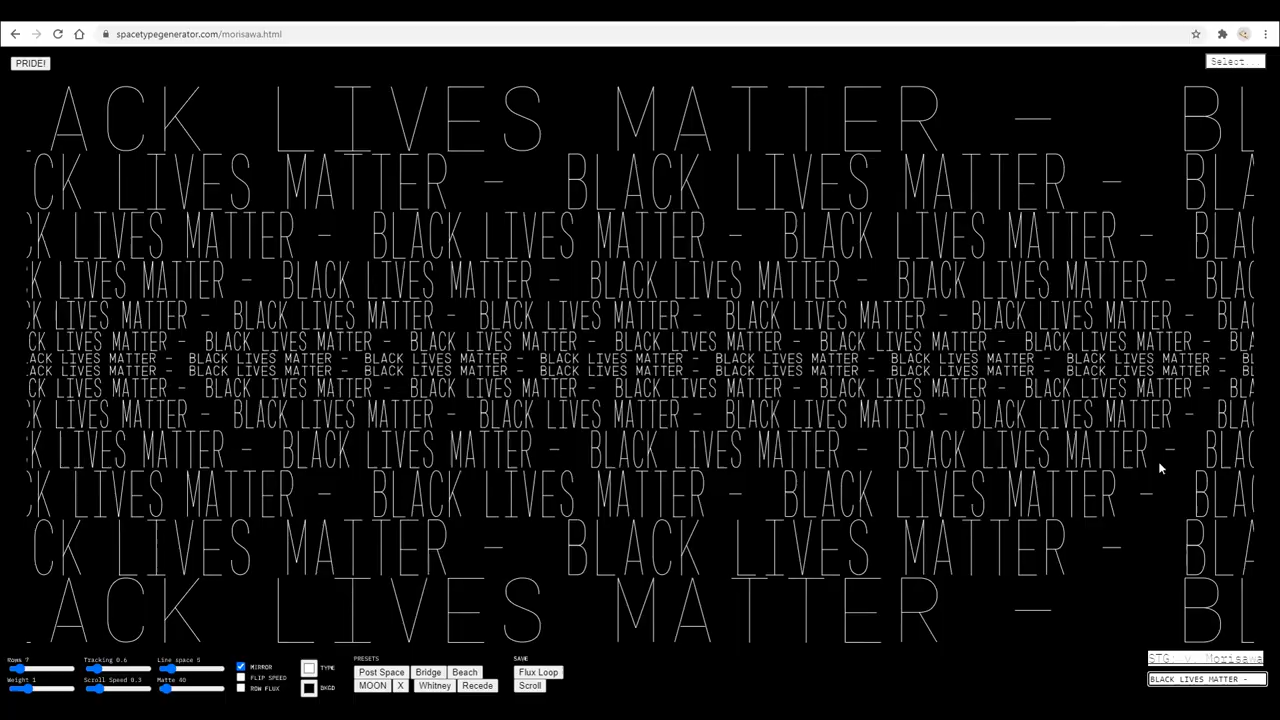 spacetypegenerator.com/morisawa.html
PRIDE!
Select...
ACK LIVES MATTER - BL
CK LIVES MATTER - BLACK LIVES MATTER - BLA
CK LIVES MATTER - BLACK LIVES MATTER - BLACK LIVES MATTER - BLAC
K LIVES MATTER - BLACK LIVES MATTER - BLACK LIVES MATTER - BLACK LIVES MATTER - BLAC
CK LIVES MATTER - BLACK LIVES MATTER - BLACK LIVES MATTER - BLACK LIVES MATTER - BLACK LIVES MATTER - BLA
CK LIVES MATTER - BLACK LIVES MATTER - BLACK LIVES MATTER - BLACK LIVES MATTER - BLACK LIVES MATTER - BLACK LIVES MATTER - BLA
ACK LIVES MATTER - BLACK LIVES MATTER - BLACK LIVES MATTER - BLACK LIVES MATTER - BLACK LIVES MATTER - BLACK LIVES MATTER - BLACK LIVES MATTER - BL
ACK LIVES MATTER - BLACK LIVES MATTER - BLACK LIVES MATTER - BLACK LIVES MATTER - BLACK LIVES MATTER - BLACK LIVES MATTER - BLACK LIVES MATTER - BL
CK LIVES MATTER - BLACK LIVES MATTER - BLACK LIVES MATTER - BLACK LIVES MATTER - BLACK LIVES MATTER - BLACK LIVES MATTER - BLA
CK LIVES MATTER - BLACK LIVES MATTER - BLACK LIVES MATTER - BLACK LIVES MATTER - BLACK LIVES MATTER - BLA
K LIVES MATTER - BLACK LIVES MATTER - BLACK LIVES MATTER - BLACK LIVES MATTER - BLAC
CK LIVES MATTER - BLACK LIVES MATTER - BLACK LIVES MATTER - BLAC
CK LIVES MATTER - BLACK LIVES MATTER - BLA
ACK LIVES MATTER - BL
Rows 7 Tracking 0.6 Line space 5
Weight 1 Scroll Speed 0.3 Matte 40
MIRROR
FLIP SPEED
ROW FLUX
TYPE
BKGD
PRESETS
Post Space Bridge Beach
MOON X Whitney Recede
SAVE
Flux Loop
Scroll
STG: v. Morisawa
BLACK LIVES MATTER -